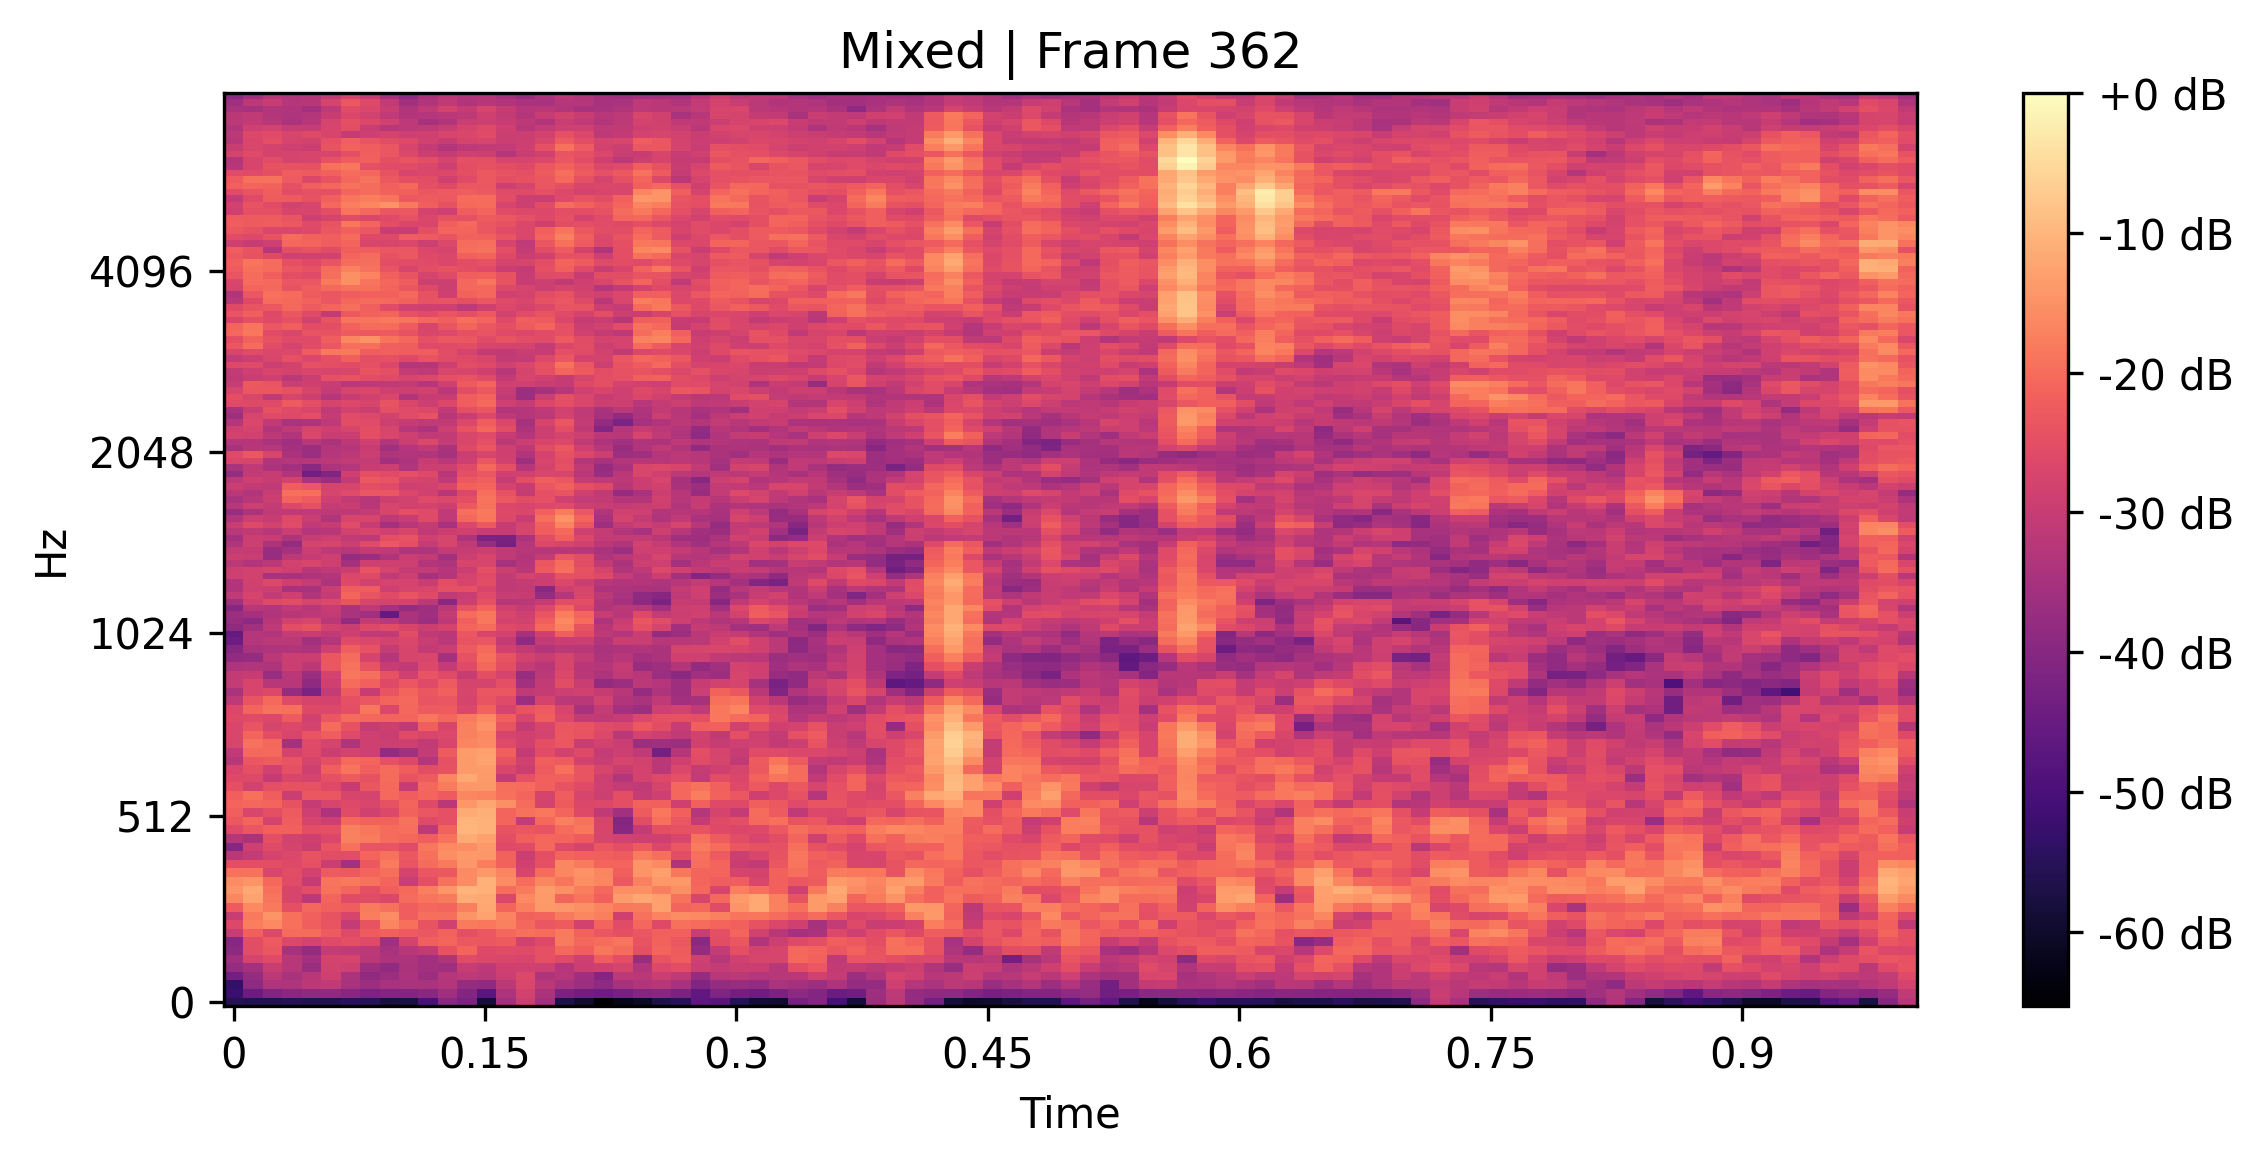 Mixed | Frame 362
Hz
4096
2048
1024
512
0
0 0.15 0.3 0.45 0.6 0.75 0.9
Time
+0 dB
-10 dB
-20 dB
-30 dB
-40 dB
-50 dB
-60 dB